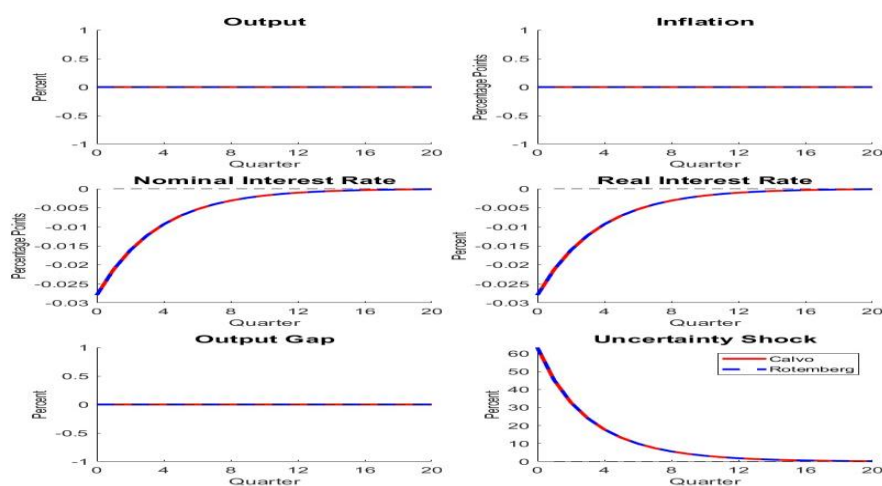 Output
Percent
1
0.5
0
-0.5
-1
0 4 8 12 16 20
Quarter
Inflation
Percentage Points
1
0.5
0
-0.5
-1
0 4 8 12 16 20
Quarter
Nominal Interest Rate
Percentage Points
0
-0.005
-0.01
-0.015
-0.02
-0.025
-0.03
0 4 8 12 16 20
Quarter
Real Interest Rate
Percent
0
-0.005
-0.01
-0.015
-0.02
-0.025
-0.03
0 4 8 12 16 20
Quarter
Output Gap
Percent
1
0.5
0
-0.5
-1
0 4 8 12 16 20
Quarter
Uncertainty Shock
Percent
60
50
40
30
20
10
0
0 4 8 12 16 20
Quarter
Calvo
Rotemberg